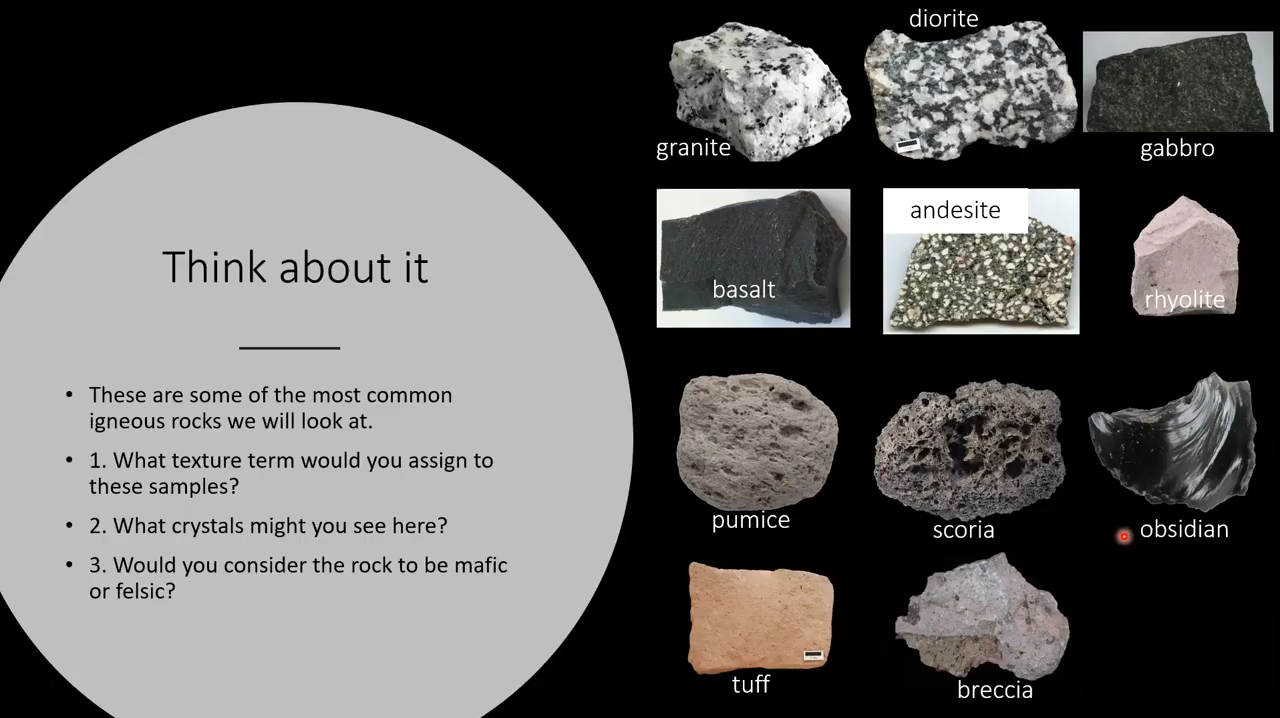 Think about it
• These are some of the most common
igneous rocks we will look at.
• 1. What texture term would you assign to
these samples?
• 2. What crystals might you see here?
• 3. Would you consider the rock to be mafic
or felsic?
diorite
granite
gabbro
andesite
basalt
rhyolite
pumice
scoria
obsidian
tuff
breccia